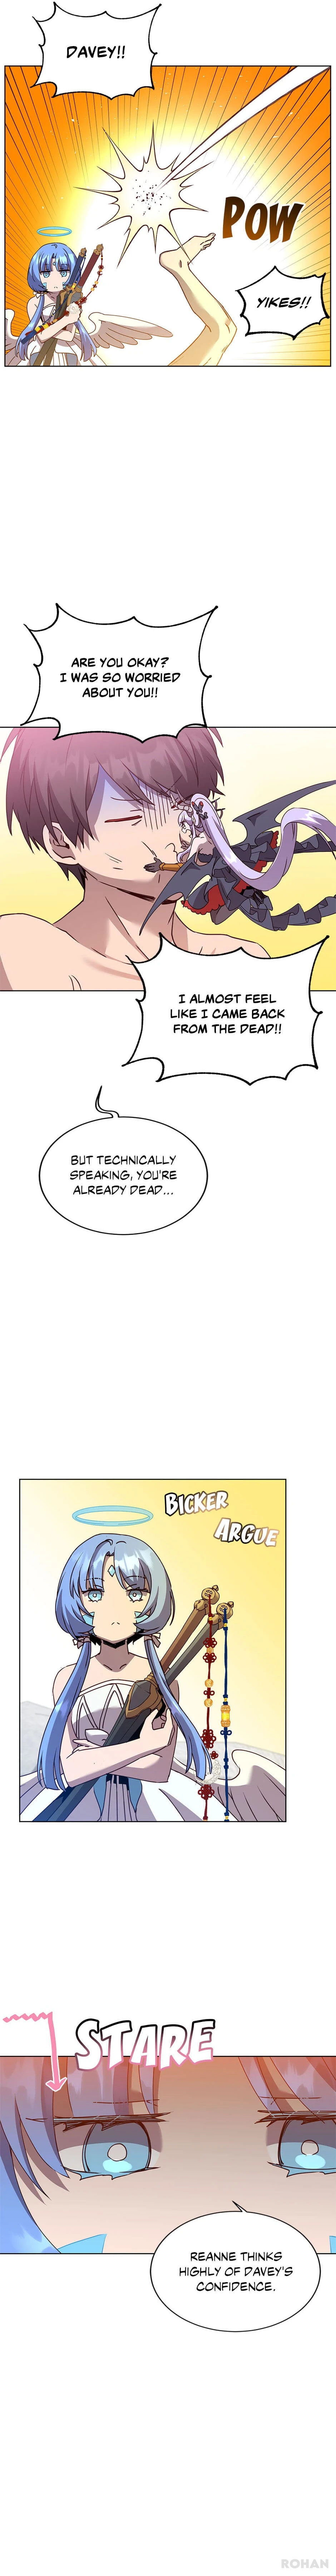 DAVEY!!
POW
YIKES!!
ARE YOU OKAY?
I WAS SO WORRIED
ABOUT YOU!!
I ALMOST FEEL
LIKE I CAME BACK
FROM THE DEAD!!
BUT TECHNICALLY
SPEAKING, YOU'RE
ALREADY DEAD...
BICKER
ARGUE
STARE
REANNE THINKS
HIGHLY OF DAVEY'S
CONFIDENCE.
ROHAN